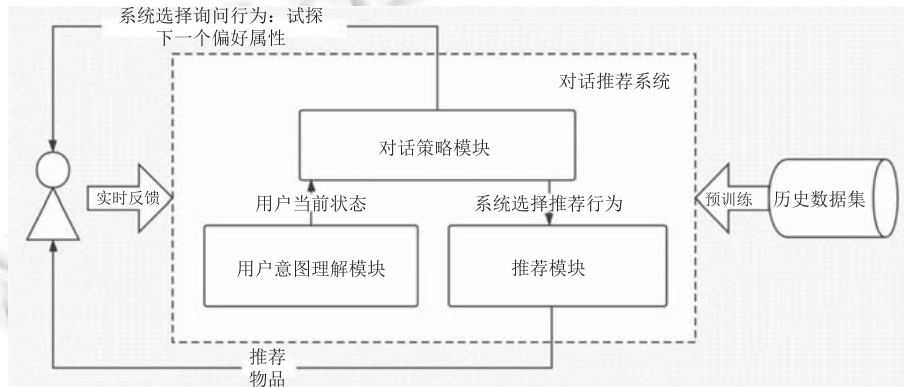 系统选择询问行为：试探
下一个偏好属性
对话推荐系统
对话策略模块
实时反馈
用户当前状态
系统选择推荐行为
预训练
历史数据集
用户意图理解模块
推荐模块
推荐
物品